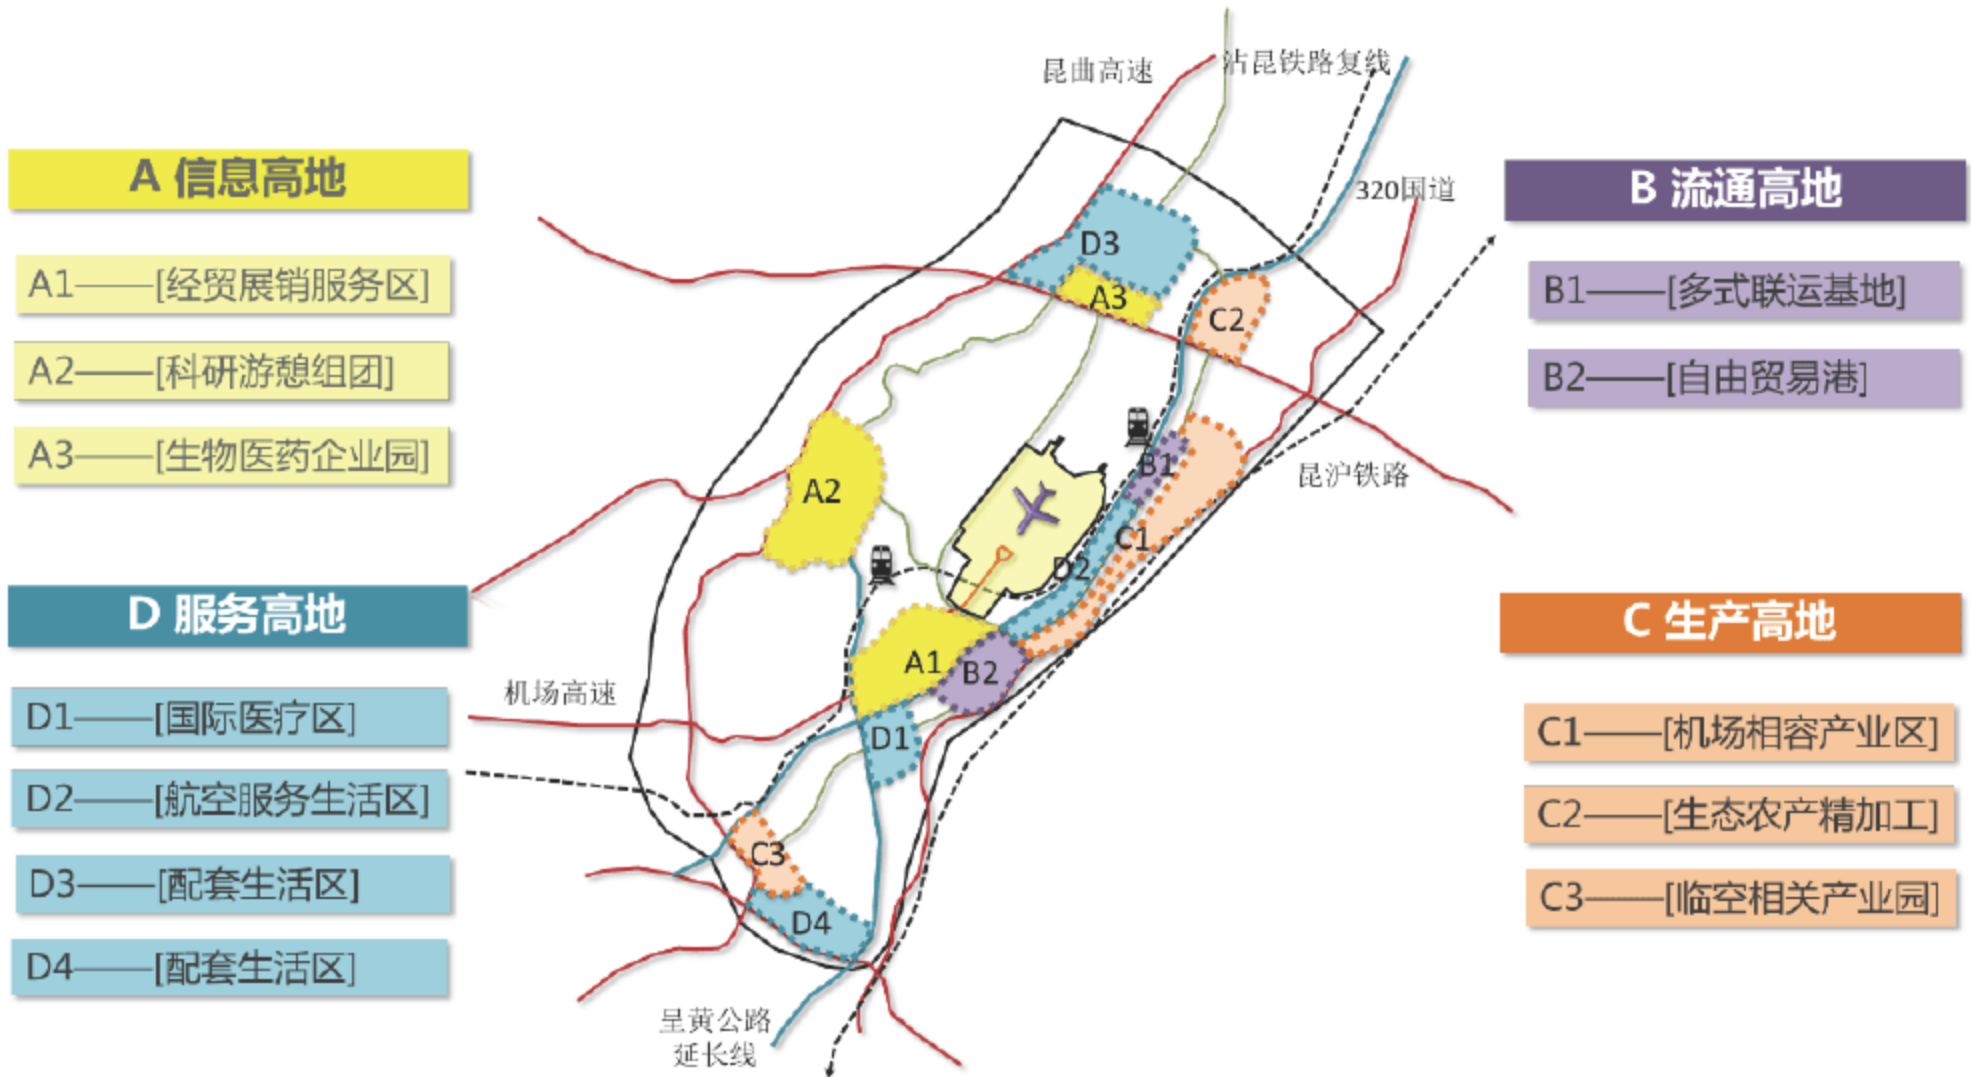 A 信息高地
A1——[经贸展销服务区]
A2——[科研游憩组团]
A3——[生物医药企业园]
D 服务高地
D1——[国际医疗区]
D2——[航空服务生活区]
D3——[配套生活区]
D4——[配套生活区]
昆曲高速
沾昆铁路复线
320国道
D3
A3
C2
A2
B1
昆沪铁路
C1
D2
A1
B2
机场高速
D1
C3
D4
呈黄公路
延长线
B 流通高地
B1——[多式联运基地]
B2——[自由贸易港]
C 生产高地
C1——[机场相容产业区]
C2——[生态农产精加工]
C3——[临空相关产业园]